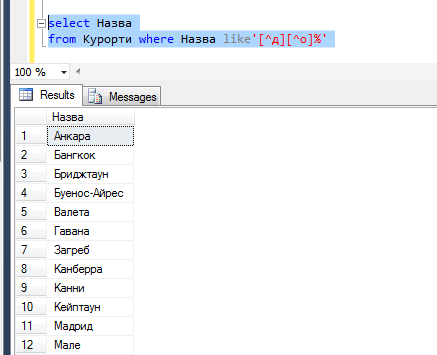 select Назва
from Курорти where Назва like'[^д][^о]%'
100 %
Results Messages
Назва
1 Анкара
2 Бангкок
3 Бриджтаун
4 Буенос-Айрес
5 Валета
6 Гавана
7 Загреб
8 Канберра
9 Канни
10 Кейптаун
11 Мадрид
12 Мале